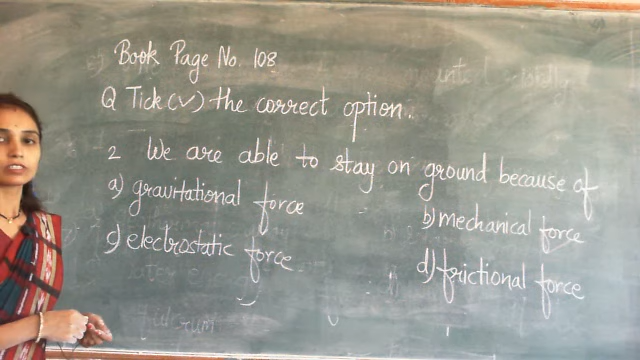 Book Page No. 108
Q Tick (✓) the correct option.
2 We are able to stay on ground because of
a) gravitational force
b) mechanical force
c) electrostatic force
d) frictional force
fulcrum